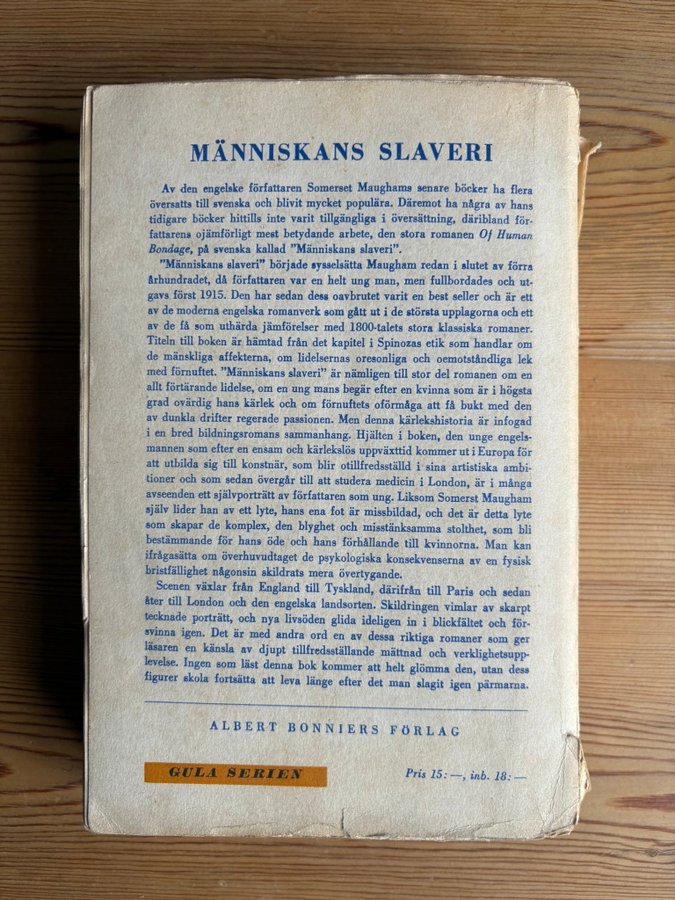 MÄNNISKANS SLAVERI
Av den engelske författaren Somerset Maughams senare böcker ha flera
översatts till svenska och blivit mycket populära. Däremot ha några av hans
tidigare böcker hittills inte varit tillgängliga i översättning, däribland för-
fattarens ojämförligt mest betydande arbete, den stora romanen Of Human
Bondage, på svenska kallad "Människans slaveri".
"Människans slaveri" började sysselsätta Maugham redan i slutet av förra
århundradet, då författaren var en helt ung man, men fullbordades och ut-
gavs först 1915. Den har sedan dess oavbrutet varit en best seller och är ett
av de moderna engelska romanverk som gått ut i de största upplagorna och ett
av de få som uthärda jämförelser med 1800-talets stora klassiska romaner.
Titeln till boken är hämtad från det kapitel i Spinozas etik som handlar om
de mänskliga affekterna, om lidelsernas oresonliga och oemotståndliga lek
med förnuftet. "Människans slaveri" är nämligen till stor del romanen om en
allt förtärande lidelse, om en ung mans begär efter en kvinna som är i högsta
grad ovärdig hans kärlek och om förnuftets oförmåga att få bukt med den
av dunkla drifter regerade passionen. Men denna kärlekshistoria är infogad
i en bred bildningsromans sammanhang. Hjälten i boken, den unge engels-
mannen som efter en ensam och kärlekslös uppväxttid kommer ut i Europa för
att utbilda sig till konstnär, som blir otillfredsställd i sina artistiska ambi-
tioner och som sedan övergår till att studera medicin i London, är i många
avseenden ett självporträtt av författaren som ung. Liksom Somerst Maugham
själv lider han av ett lyte, hans ena fot är missbildad, och det är detta lyte
som skapar de komplex, den blyghet och misstänksamma stolthet, som bli
bestämmande för hans öde och hans förhållande till kvinnorna. Man kan
ifrågasätta om överhuvudtaget de psykologiska konsekvenserna av en fysisk
bristfällighet någonsin skildrats mera övertygande.
Scenen växlar från England till Tyskland, därifrån till Paris och sedan
åter till London och den engelska landsorten. Skildringen vimlar av skarpt
tecknade porträtt, och nya livsöden glida ideligen in i blickfältet och för-
svinna igen. Det är med andra ord en av dessa riktiga romaner som ger
läsaren en känsla av djupt tillfredsställande mättnad och verklighetsupp-
levelse. Ingen som läst denna bok kommer att helt glömma den, utan dess
figurer skola fortsätta att leva länge efter det man slagit igen pärmarna.
ALBERT BONNIERS FÖRLAG
GULA SERIEN
Pris 15: —, inb. 18: —